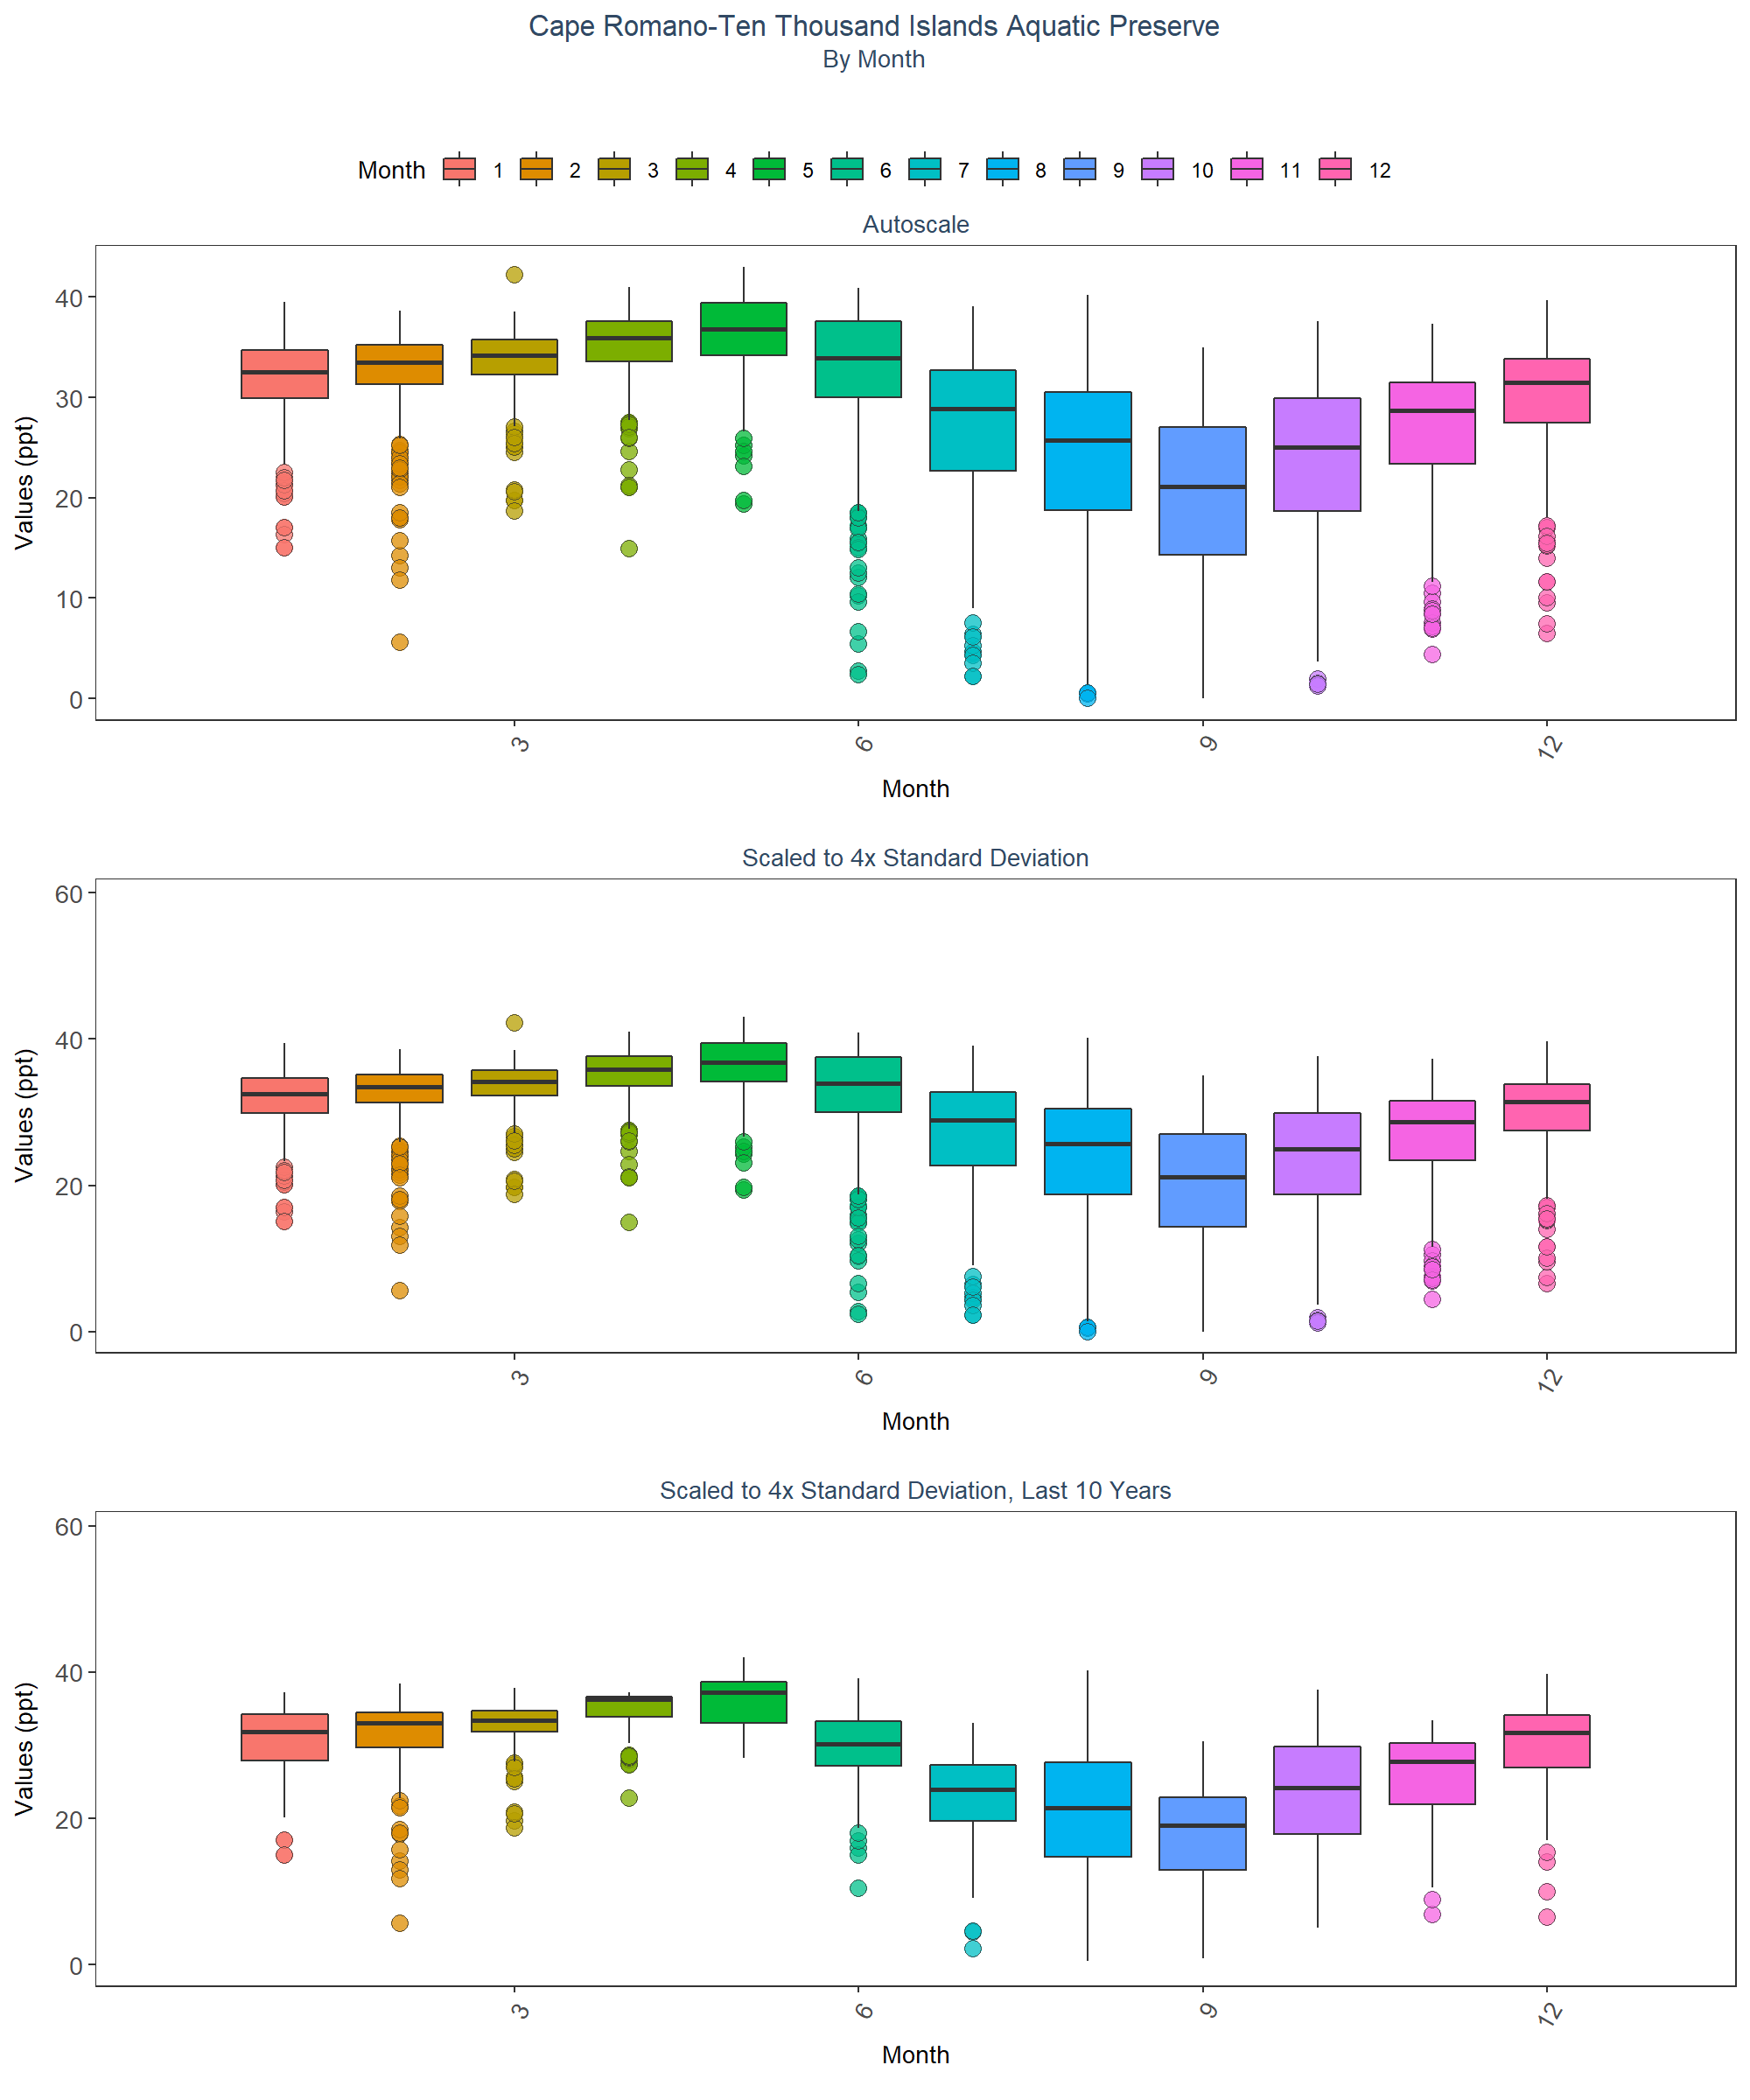 Cape Romano-Ten Thousand Islands Aquatic Preserve
By Month
Month 1 2 3 4 5 6 7 8 9 10 11 12
Autoscale
Values (ppt)
40
30
20
10
0
3 6 9 12
Month
Scaled to 4x Standard Deviation
Values (ppt)
60
40
20
0
3 6 9 12
Month
Scaled to 4x Standard Deviation, Last 10 Years
Values (ppt)
60
40
20
0
3 6 9 12
Month